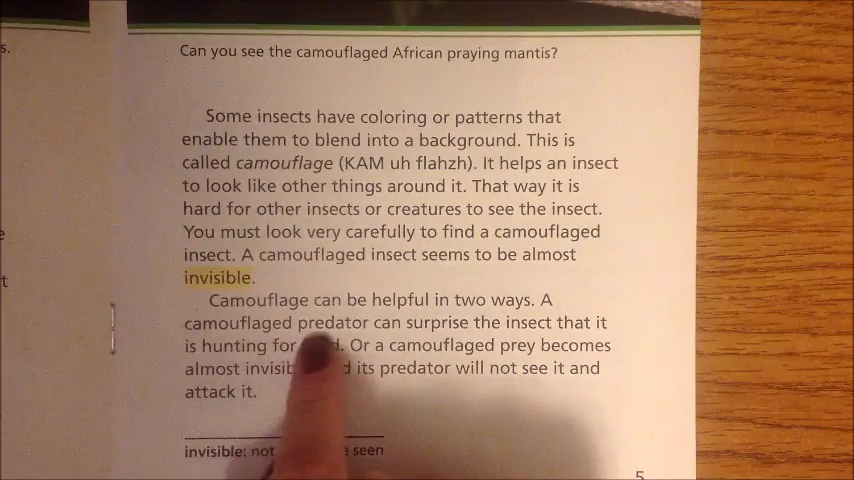 s.
Can you see the camouflaged African praying mantis?
Some insects have coloring or patterns that
enable them to blend into a background. This is
called camouflage (KAM uh flahzh). It helps an insect
to look like other things around it. That way it is
hard for other insects or creatures to see the insect.
You must look very carefully to find a camouflaged
insect. A camouflaged insect seems to be almost
invisible.
Camouflage can be helpful in two ways. A
camouflaged predator can surprise the insect that it
is hunting for Or a camouflaged prey becomes
almost its predator will not see it and
attack it.
invisible: not seen
5